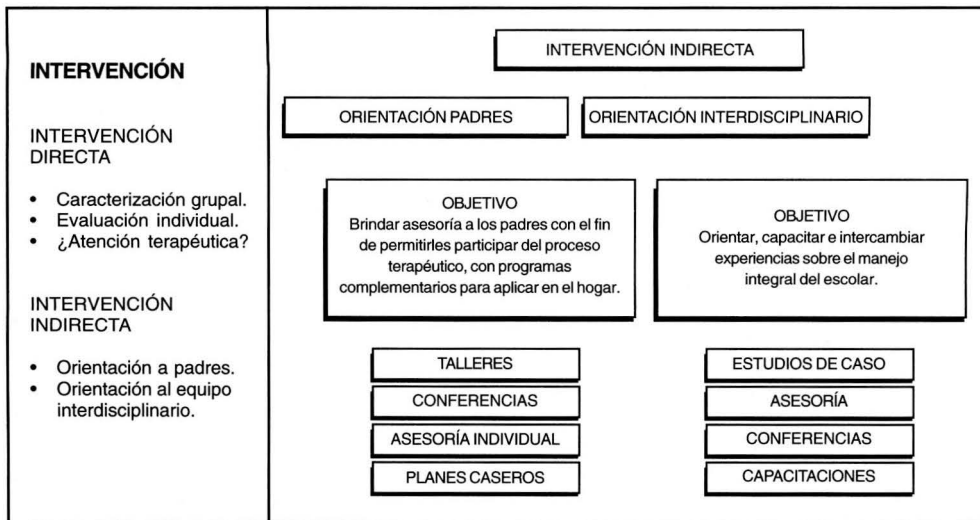 INTERVENCIÓN
INTERVENCIÓN
DIRECTA
• Caracterización grupal.
• Evaluación individual.
• ¿Atención terapéutica?
INTERVENCIÓN
INDIRECTA
• Orientación a padres.
• Orientación al equipo
interdisciplinario.
INTERVENCIÓN INDIRECTA
ORIENTACIÓN PADRES
ORIENTACIÓN INTERDISCIPLINARIO
OBJETIVO
Brindar asesoría a los padres con el fin
de permitirles participar del proceso
terapéutico, con programas
complementarios para aplicar en el hogar.
OBJETIVO
Orientar, capacitar e intercambiar
experiencias sobre el manejo
integral del escolar.
TALLERES
CONFERENCIAS
ASESORÍA INDIVIDUAL
PLANES CASEROS
ESTUDIOS DE CASO
ASESORÍA
CONFERENCIAS
CAPACITACIONES